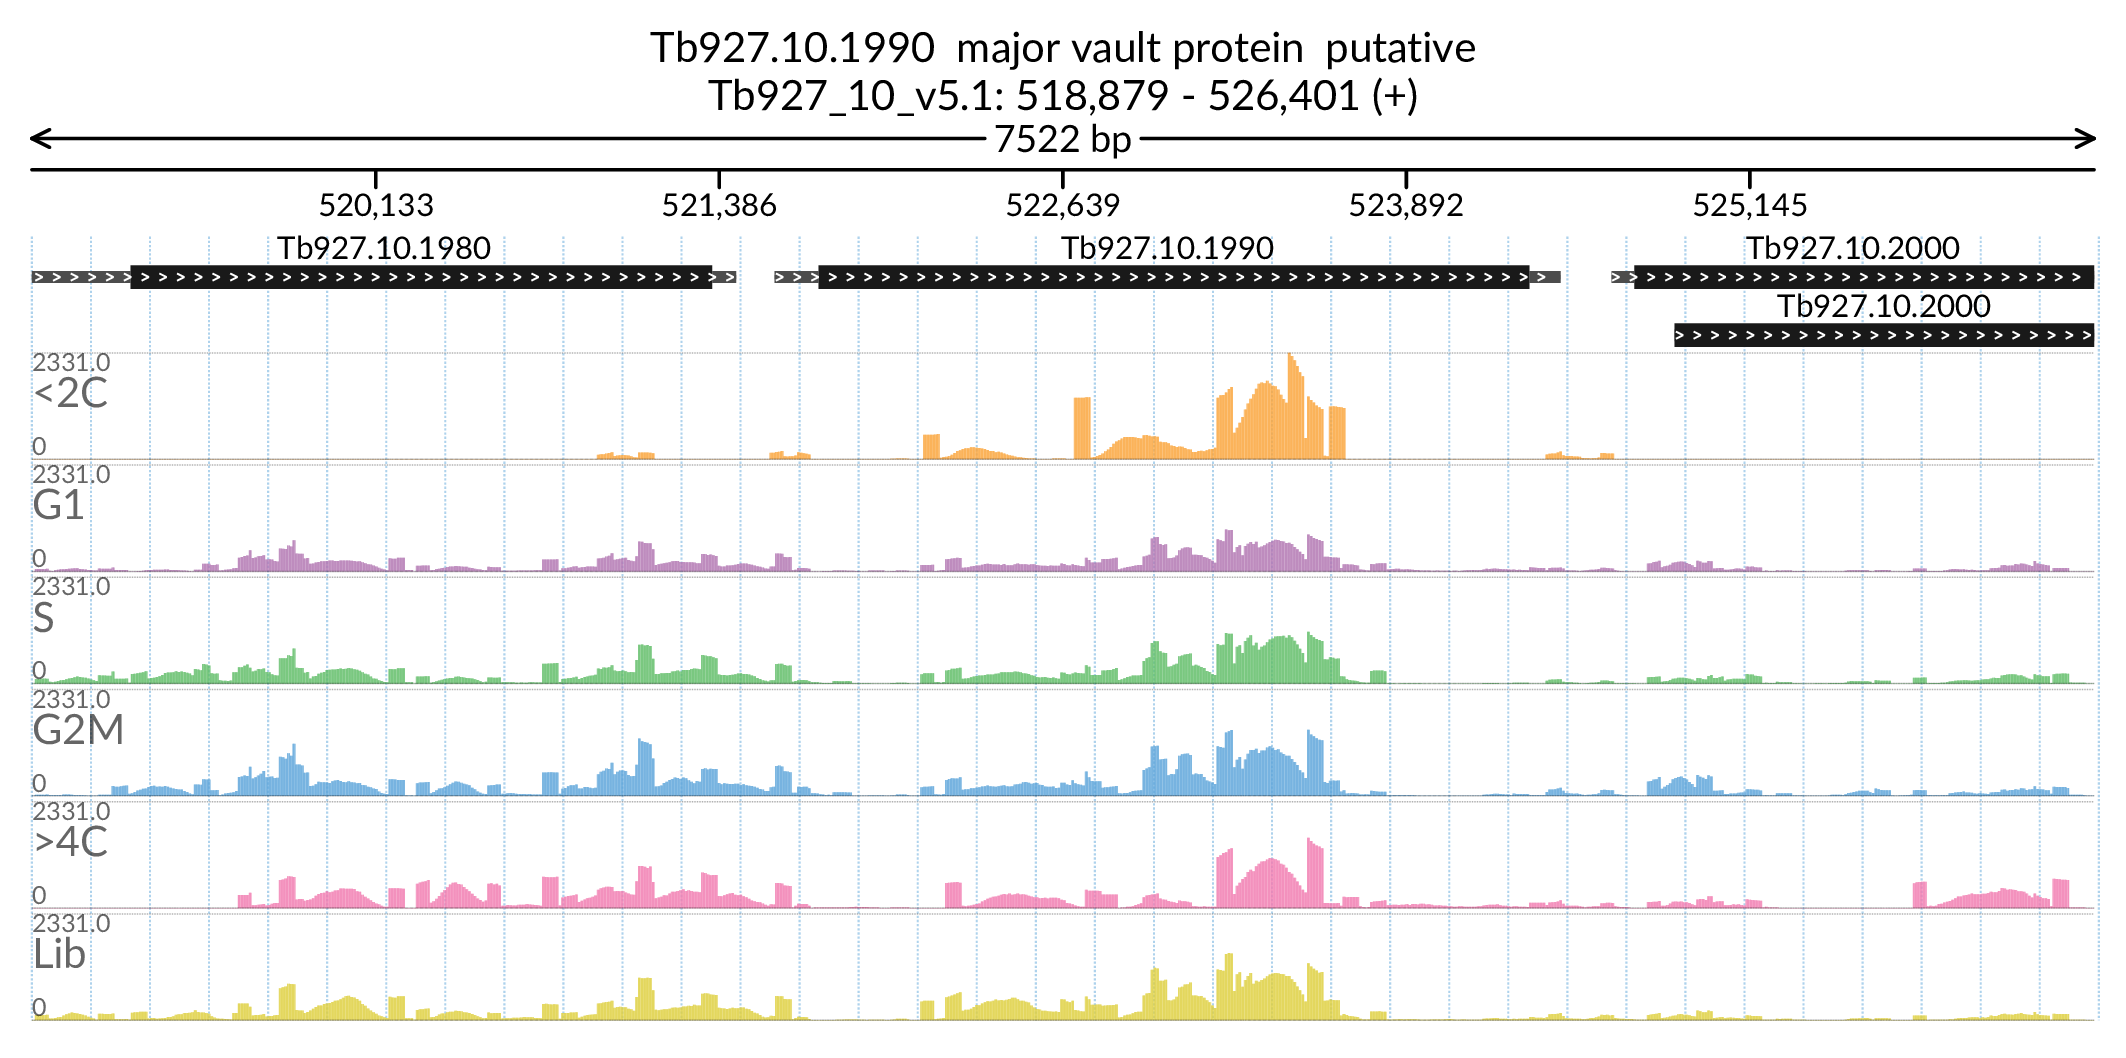 Tb927.10.1990 major vault protein putative
Tb927_10_v5.1: 518,879 - 526,401 (+)
7522 bp
520,133 521,386 522,639 523,892 525,145
Tb927.10.1980 Tb927.10.1990 Tb927.10.2000
Tb927.10.2000
2331.0
<2C
0
2331.0
G1
0
2331.0
S
0
2331.0
G2M
0
2331.0
>4C
0
2331.0
Lib
0